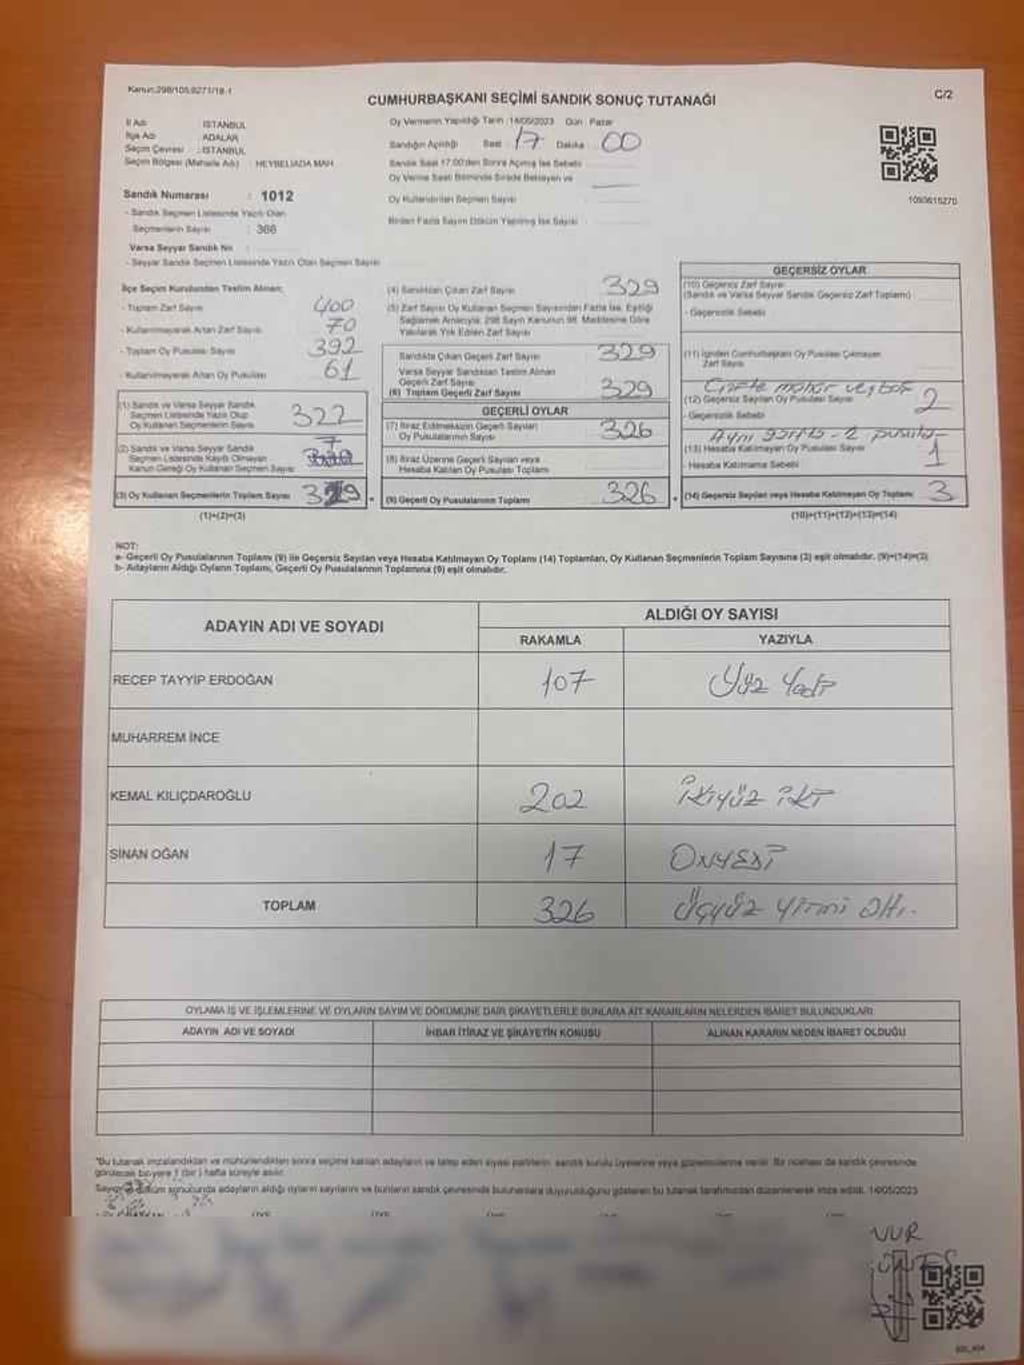 Kanun:298/105,6271/18-1
CUMHURBAŞKANI SEÇİMİ SANDIK SONUÇ TUTANAĞI
C/2
İl Adı : İSTANBUL
İlçe Adı : ADALAR
Seçim Çevresi : İSTANBUL
Seçim Bölgesi (Mahalle Adı) : HEYBELİADA MAH.
Oy Vermenin Yapıldığı Tarih :14/05/2023 Gün : Pazar
Sandığın Açıldığı Saat 17 Dakika 00
Sandık Saat 17:00'den Sonra Açılmış İse Sebebi
Oy Verme Saati Bitiminde Sırada Bekleyen ve
Oy Kullandırılan Seçmen Sayısı
Birden Fazla Sayım Döküm Yapılmış İse Sayısı
1093615270
Sandık Numarası : 1012
- Sandık Seçmen Listesinde Yazılı Olan
Seçmenlerin Sayısı : 366
Varsa Seyyar Sandık No
- Seyyar Sandık Seçmen Listesinde Yazılı Olan Seçmen Sayısı
İlçe Seçim Kurulundan Teslim Alınan;
- Toplam Zarf Sayısı 400
- Kullanılmayarak Artan Zarf Sayısı 70
- Toplam Oy Pusulası Sayısı 392
- Kullanılmayarak Artan Oy Pusulası 61
(1) Sandık ve Varsa Seyyar Sandık
Seçmen Listesinde Yazılı Olup
Oy Kullanan Seçmenlerin Sayısı 322
(2) Sandık ve Varsa Seyyar Sandık
Seçmen Listesinde Kayıtlı Olmayan
Kanun Gereği Oy Kullanan Seçmen Sayısı 7
(3) Oy Kullanan Seçmenlerin Toplam Sayısı 329
(1)+(2)=(3)
(4) Sandıktan Çıkan Zarf Sayısı 329
(5) Zarf Sayısı Oy Kullanan Seçmen Sayısından Fazla İse, Eşitliği
Sağlamak Amacıyla, 298 Sayılı Kanunun 98. Maddesine Göre
Yakılarak Yok Edilen Zarf Sayısı
Sandıkta Çıkan Geçerli Zarf Sayısı 329
Varsa Seyyar Sandıktan Teslim Alınan
Geçerli Zarf Sayısı
(6) Toplam Geçerli Zarf Sayısı 329
GEÇERLİ OYLAR
(7) İtiraz Edilmeksizin Geçerli Sayılan
Oy Pusulalarının Sayısı 326
(8) İtiraz Üzerine Geçerli Sayılan veya
Hesaba Katılan Oy Pusulası Toplamı
(9) Geçerli Oy Pusulalarının Toplamı 326
GEÇERSİZ OYLAR
(10) Geçersiz Zarf Sayısı
(Sandık ve Varsa Seyyar Sandık Geçersiz Zarf Toplamı)
- Geçersizlik Sebebi
(11) İçinden Cumhurbaşkanı Oy Pusulası Çıkmayan
Zarf Sayısı
Çifte mühür
(12) Geçersiz Sayılan Oy Pusulası Sayısı 2
- Geçersizlik Sebebi
Aynı 2 pusula
(13) Hesaba Katılmayan Oy Pusulası Sayısı 1
- Hesaba Katılmama Sebebi
(14) Geçersiz Sayılan veya Hesaba Katılmayan Oy Toplamı 3
(10)+(11)+(12)+(13)=(14)
NOT:
a- Geçerli Oy Pusulalarının Toplamı (9) ile Geçersiz Sayılan veya Hesaba Katılmayan Oy Toplamı (14) Toplamları, Oy Kullanan Seçmenlerin Toplam Sayısına (3) eşit olmalıdır. (9)+(14)=(3)
b- Adayların Aldığı Oyların Toplamı, Geçerli Oy Pusulalarının Toplamına (9) eşit olmalıdır.
ADAYIN ADI VE SOYADI
ALDIĞI OY SAYISI
RAKAMLA YAZIYLA
RECEP TAYYİP ERDOĞAN 107 Yüz Yedi
MUHARREM İNCE
KEMAL KILIÇDAROĞLU 202 İkiyüz iki
SİNAN OĞAN 17 ONYEDİ
TOPLAM 326 Üçyüz yirmi altı.
OYLAMA İŞ VE İŞLEMLERİNE VE OYLARIN SAYIM VE DÖKÜMÜNE DAİR ŞİKAYETLERLE BUNLARA AİT KARARLARIN NELERDEN İBARET BULUNDUKLARI
ADAYIN ADI VE SOYADI İHBAR İTİRAZ VE ŞİKAYETİN KONUSU ALINAN KARARIN NEDEN İBARET OLDUĞU
*Bu tutanak imzalandıktan ve mühürlendikten sonra seçime katılan adayların ve talep eden siyasi partilerin sandık kurulu üyelerine veya gözlemcilerine verilir. Bir nüshası da sandık çevresinde
görülecek bir yere 1 (bir) hafta süreyle asılır.
Sayım döküm sonucunda adayların aldığı oyların sayılarını ve bunların sandık çevresinde bulunanlara duyurulduğunu gösteren bu tutanak tarafımızdan düzenlenerek imza edildi. 14/05/2023
NUR